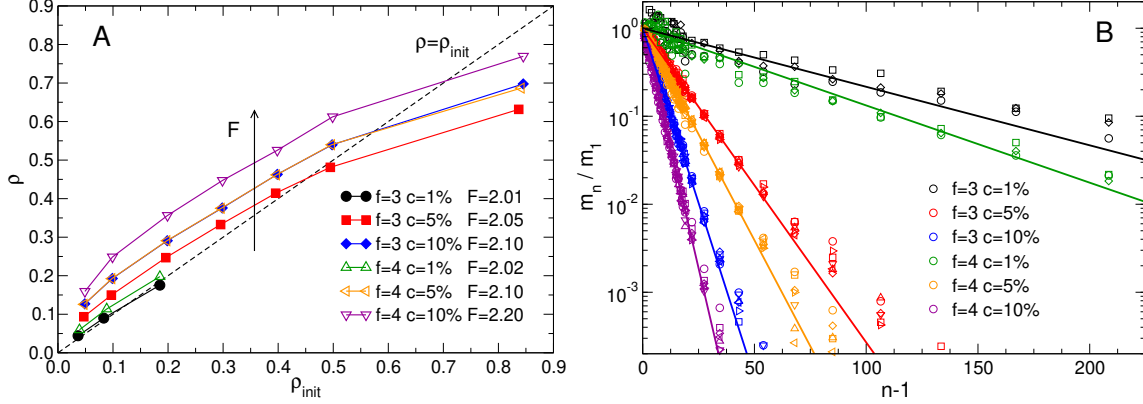 A
ρ=ρinit
F
f=3 c=1% F=2.01
f=3 c=5% F=2.05
f=3 c=10% F=2.10
f=4 c=1% F=2.02
f=4 c=5% F=2.10
f=4 c=10% F=2.20
0.0
0.1
0.2
0.3
0.4
0.5
0.6
0.7
0.8
0.9
ρinit
0.0
0.1
0.2
0.3
0.4
0.5
0.6
0.7
0.8
0.9
ρ
B
f=3 c=1%
f=3 c=5%
f=3 c=10%
f=4 c=1%
f=4 c=5%
f=4 c=10%
0
50
100
150
200
n-1
10^0
10^-1
10^-2
10^-3
mn / m1